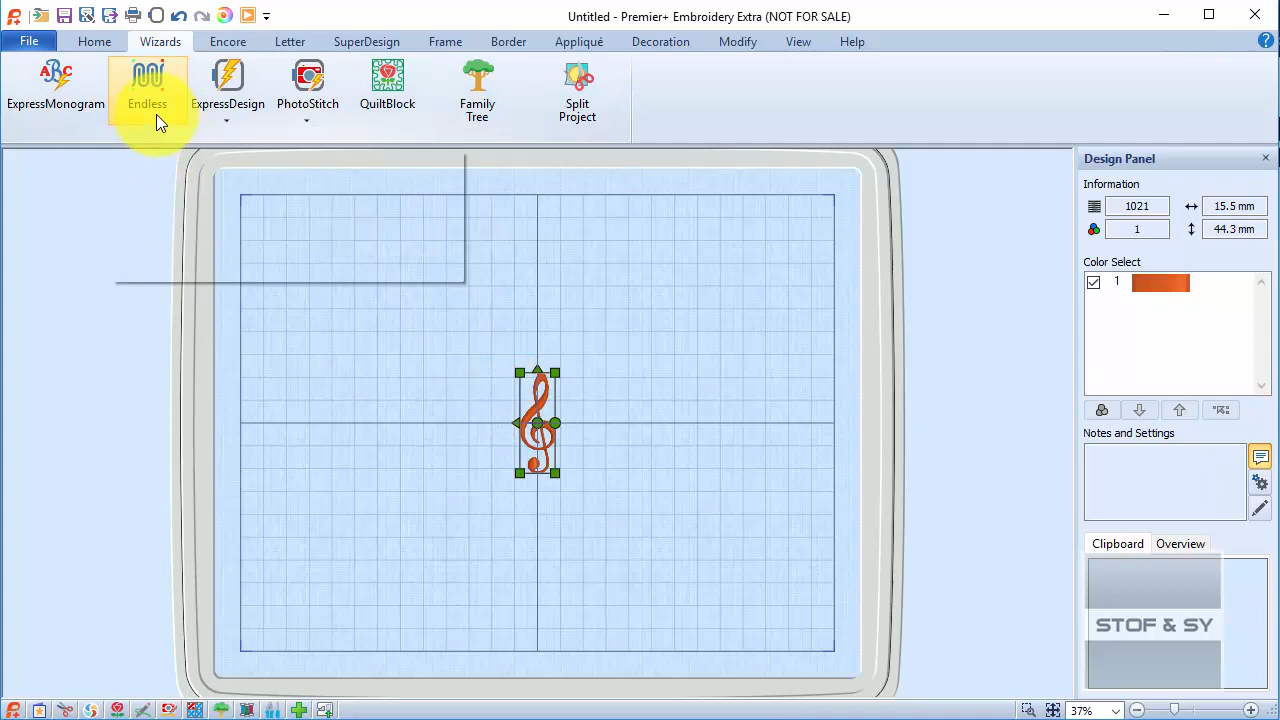 Untitled - Premier+ Embroidery Extra (NOT FOR SALE)
File Home Wizards Encore Letter SuperDesign Frame Border Appliqué Decoration Modify View Help
ExpressMonogram Endless ExpressDesign PhotoStitch QuiltBlock Family Tree Split Project
Design Panel
Information
1021 15.5 mm
1 44.3 mm
Color Select
1
Notes and Settings
Clipboard Overview
STOF & SY
37%